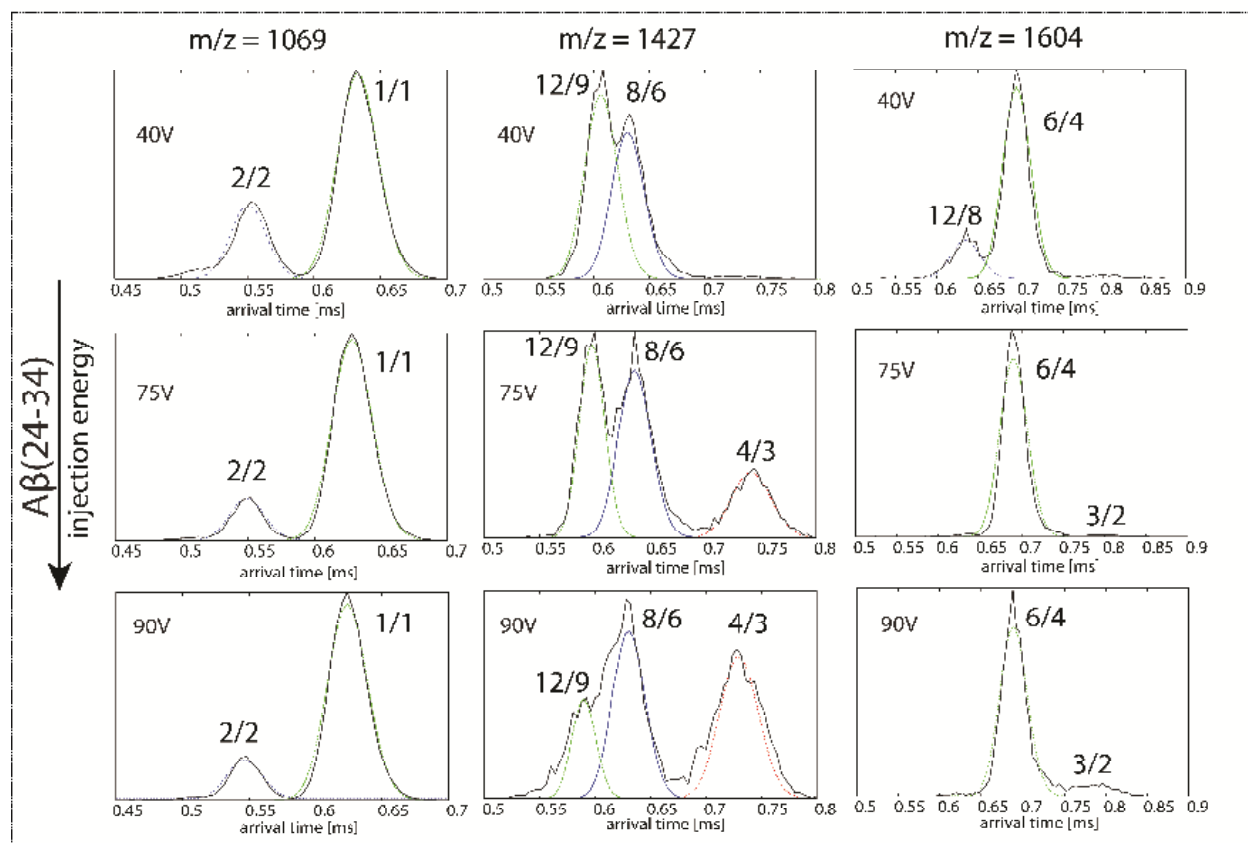 m/z = 1069
m/z = 1427
m/z = 1604
40V
2/2
1/1
0.45 0.5 0.55 0.6 0.65 0.7
arrival time [ms]
40V
12/9
8/6
0.5 0.55 0.6 0.65 0.7 0.75 0.8
arrival time [ms]
40V
12/8
6/4
0.5 0.55 0.6 0.65 0.7 0.75 0.8 0.85 0.9
arrival time [ms]
Aβ(24-34)
injection energy
75V
2/2
1/1
0.45 0.5 0.55 0.6 0.65 0.7
arrival time [ms]
75V
12/9
8/6
4/3
0.5 0.55 0.6 0.65 0.7 0.75 0.8
arrival time [ms]
75V
6/4
3/2
0.5 0.55 0.6 0.65 0.7 0.75 0.8 0.85 0.9
arrival time [ms]
90V
2/2
1/1
0.45 0.5 0.55 0.6 0.65 0.7
arrival time [ms]
90V
12/9
8/6
4/3
0.5 0.55 0.6 0.65 0.7 0.75 0.8
arrival time [ms]
90V
6/4
3/2
0.5 0.55 0.6 0.65 0.7 0.75 0.8 0.85 0.9
arrival time [ms]